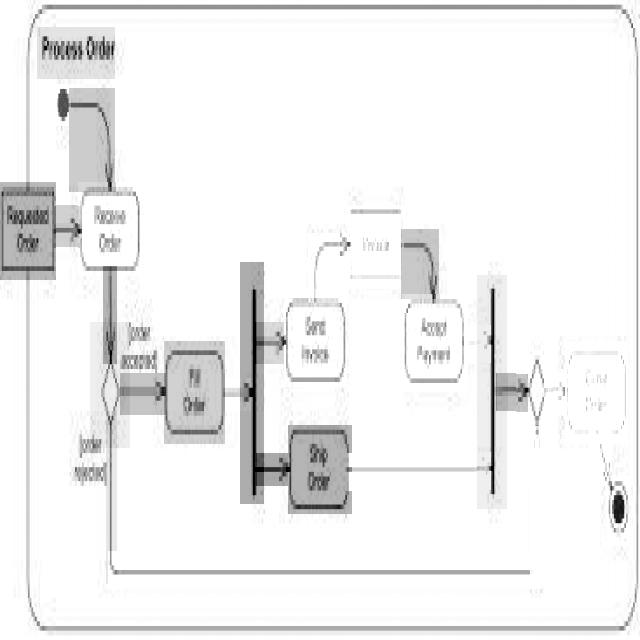 Process Order
Requested
Order
Receive
Order
[order
accepted]
Fill
Order
Send
Invoice
Invoice
Accept
Payment
Ship
Order
[order
rejected]
Order